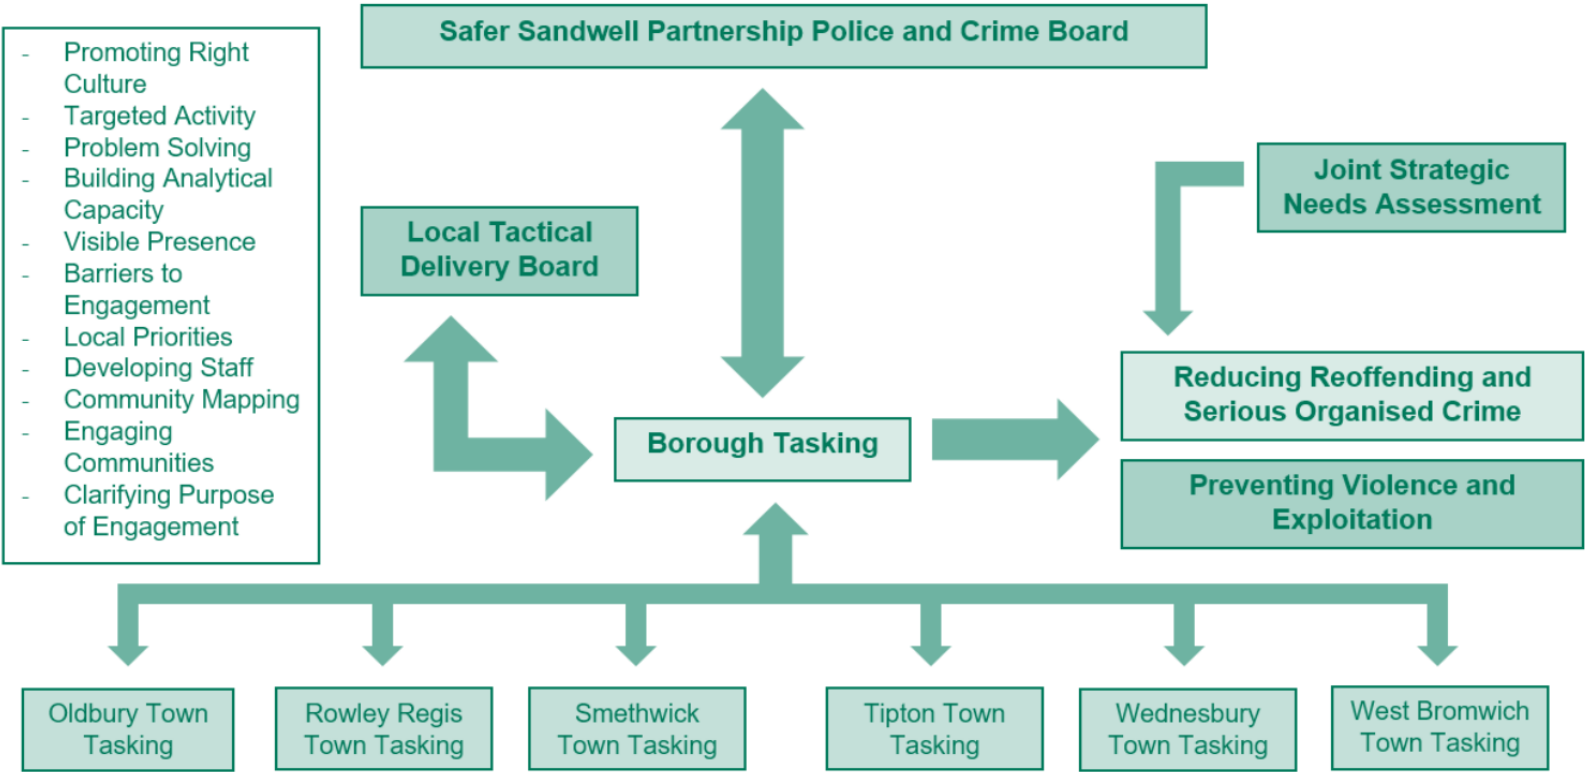 Safer Sandwell Partnership Police and Crime Board
- Promoting Right
Culture
- Targeted Activity
- Problem Solving
- Building Analytical
Capacity
- Visible Presence
- Barriers to
Engagement
- Local Priorities
- Developing Staff
- Community Mapping
- Engaging
Communities
- Clarifying Purpose
of Engagement
Local Tactical
Delivery Board
Joint Strategic
Needs Assessment
Borough Tasking
Reducing Reoffending and
Serious Organised Crime
Preventing Violence and
Exploitation
Oldbury Town
Tasking
Rowley Regis
Town Tasking
Smethwick
Town Tasking
Tipton Town
Tasking
Wednesbury
Town Tasking
West Bromwich
Town Tasking